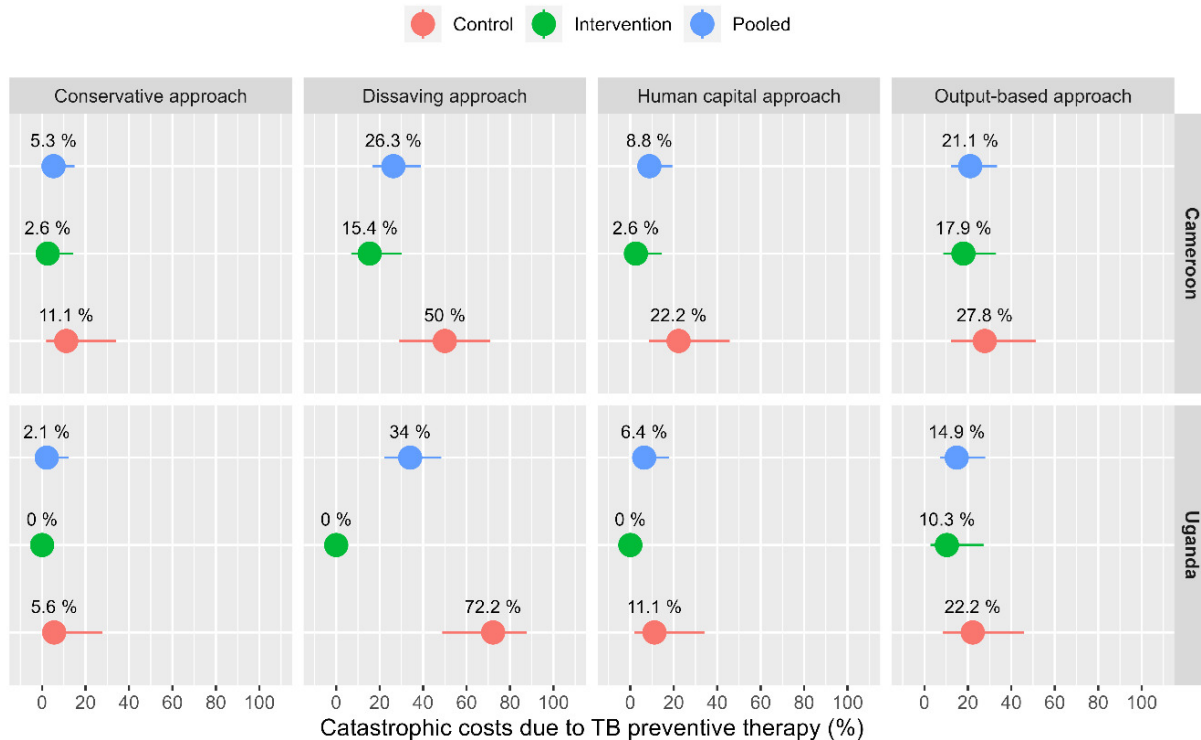 Control Intervention Pooled
Conservative approach Dissaving approach Human capital approach Output-based approach
5.3 % 26.3 % 8.8 % 21.1 %
2.6 % 15.4 % 2.6 % 17.9 %
11.1 % 50 % 22.2 % 27.8 %
Cameroon
2.1 % 34 % 6.4 % 14.9 %
0 % 0 % 0 % 10.3 %
5.6 % 72.2 % 11.1 % 22.2 %
Uganda
0 20 40 60 80 100 0 20 40 60 80 100 0 20 40 60 80 100 0 20 40 60 80 100
Catastrophic costs due to TB preventive therapy (%)